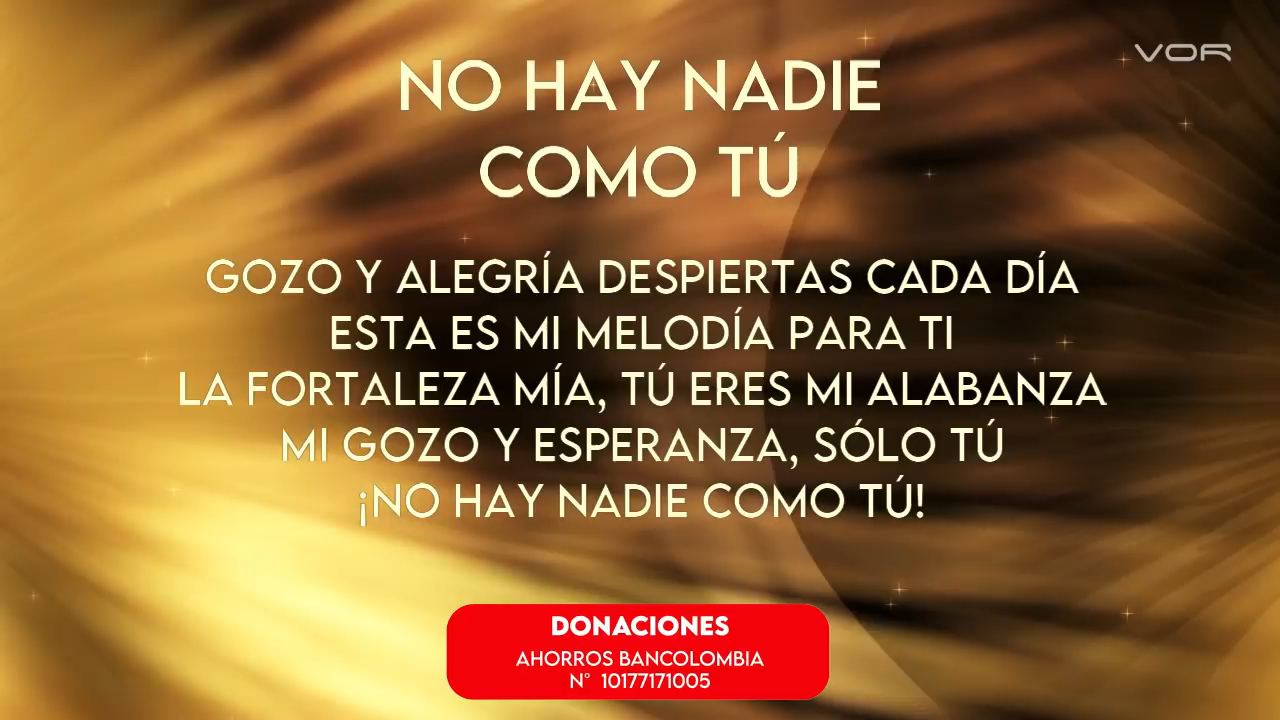 VOR
NO HAY NADIE
COMO TÚ
GOZO Y ALEGRÍA DESPIERTAS CADA DÍA
ESTA ES MI MELODÍA PARA TI
LA FORTALEZA MÍA, TÚ ERES MI ALABANZA
MI GOZO Y ESPERANZA, SÓLO TÚ
¡NO HAY NADIE COMO TÚ!
DONACIONES
AHORROS BANCOLOMBIA
N° 10177171005